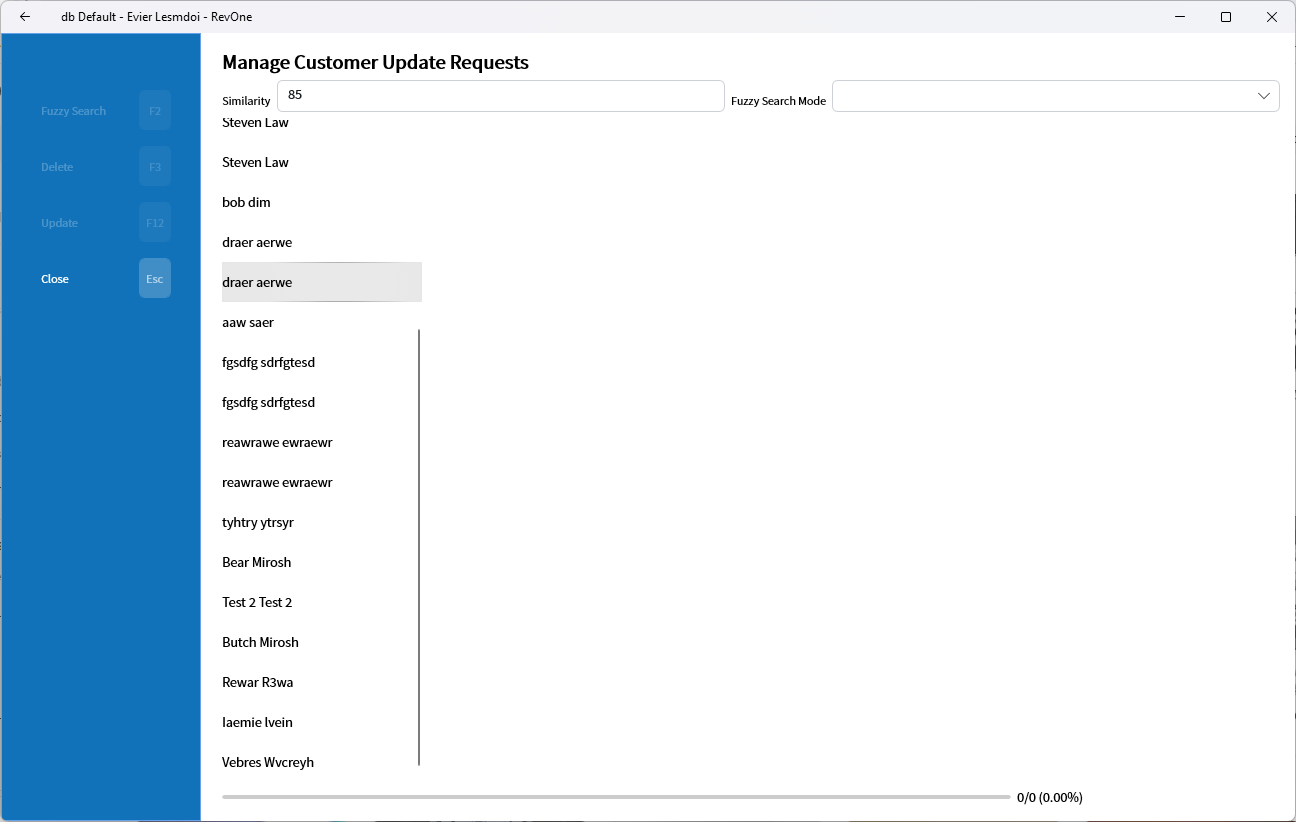 db Default - Evier Lesmdoi - RevOne
Fuzzy Search F2
Delete F3
Update F12
Close Esc
Manage Customer Update Requests
Similarity 85 Fuzzy Search Mode
Steven Law
Steven Law
bob dim
draer aerwe
draer aerwe
aaw saer
fgsdfg sdrfgtesd
fgsdfg sdrfgtesd
reawrawe ewraewr
reawrawe ewraewr
tyhtry ytrsyr
Bear Mirosh
Test 2 Test 2
Butch Mirosh
Rewar R3wa
Iaemie lvein
Vebres Wvcreyh
0/0 (0.00%)